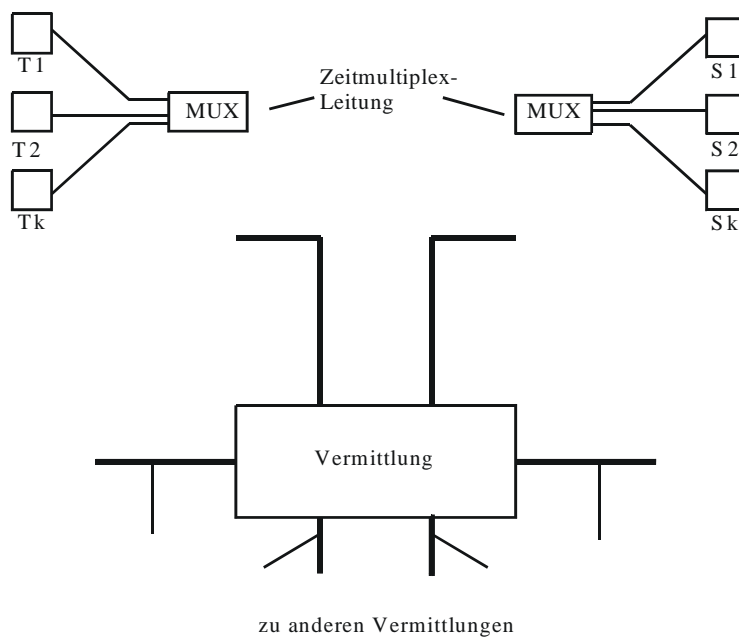 T1
T2
Tk
MUX
Zeitmultiplex-
Leitung
MUX
S1
S2
Sk
Vermittlung
zu anderen Vermittlungen